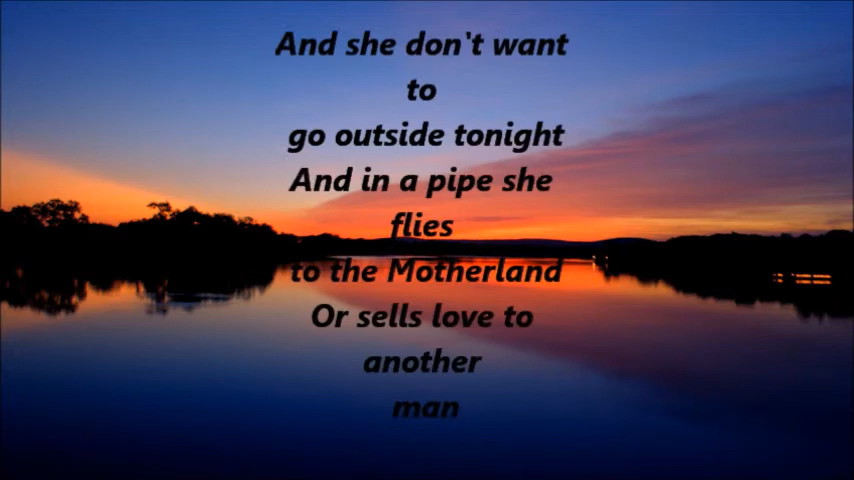 And she don't want
to
go outside tonight
And in a pipe she
flies
to the Motherland
Or sells love to
another
man